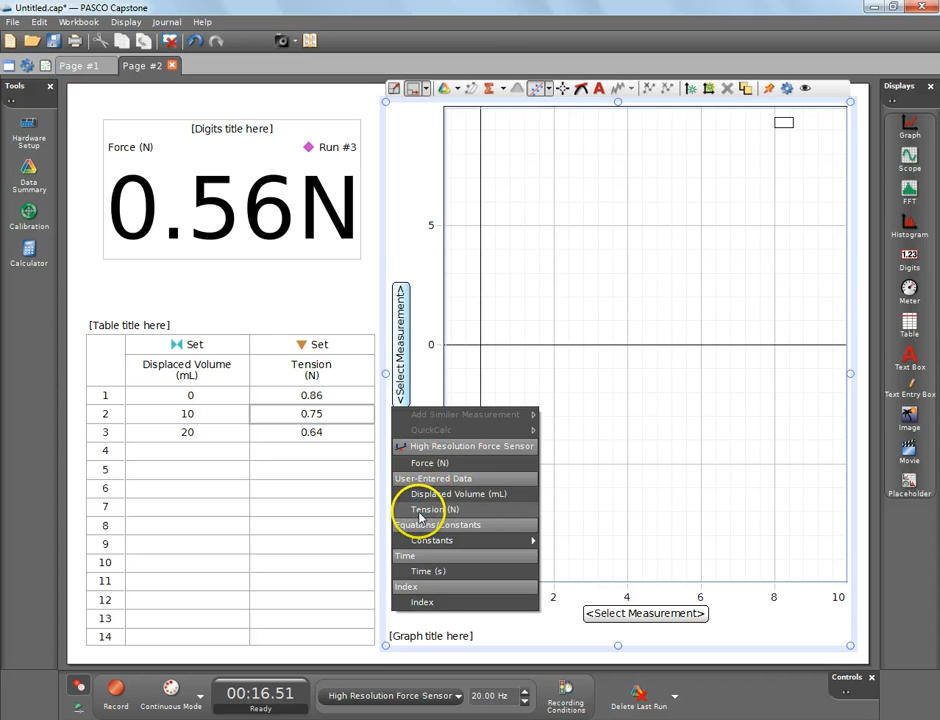 Untitled.cap* — PASCO Capstone
File Edit Workbook Display Journal Help
Page #1 Page #2
Tools
Hardware
Setup
Data
Summary
Calibration
Calculator
[Digits title here]
Force (N) Run #3
0.56N
[Table title here]
Set Set
Displaced Volume
(mL)
Tension
(N)
1 0 0.86
2 10 0.75
3 20 0.64
4
5
6
7
8
9
10
11
12
13
14
5
0
<Select Measurement>
Add Similar Measurement
QuickCalc
High Resolution Force Sensor
Force (N)
User-Entered Data
Displaced Volume (mL)
Tension (N)
Equations/Constants
Constants
Time
Time (s)
Index
Index
2 4 6 8 10
<Select Measurement>
[Graph title here]
Displays
Graph
Scope
FFT
Histogram
1.23
Digits
Meter
Table
Text Box
Text Entry Box
Image
Movie
Placeholder
Record
Continuous Mode
00:16.51
Ready
High Resolution Force Sensor
20.00 Hz
Recording
Conditions
Delete Last Run
Controls